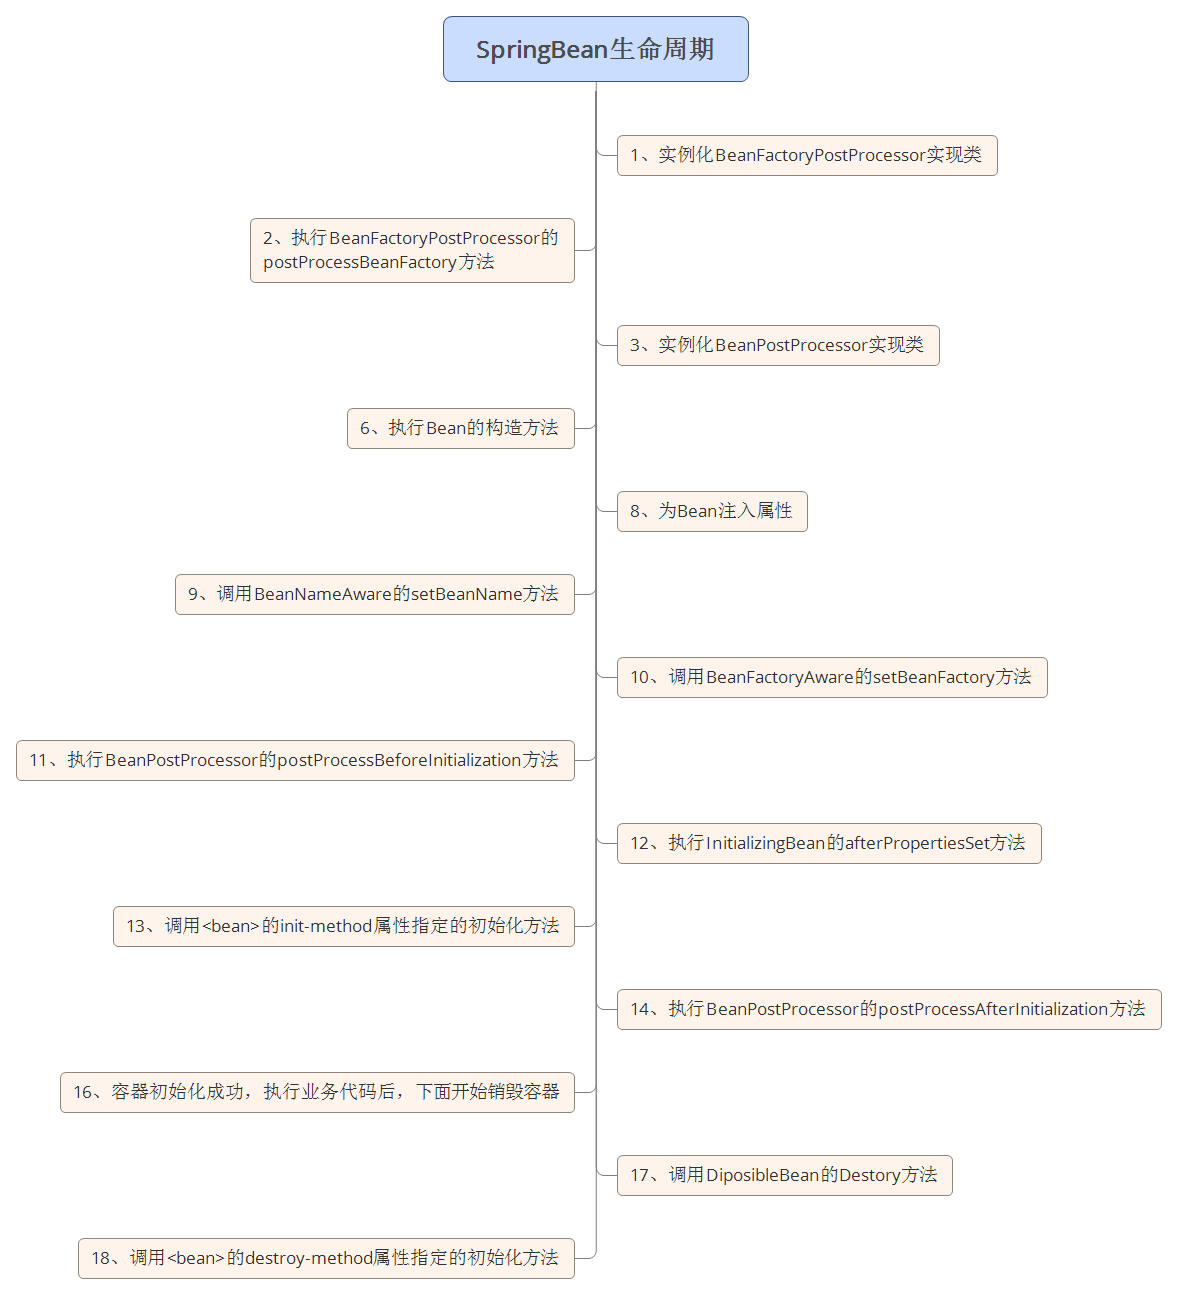 SpringBean生命周期
1、实例化BeanFactoryPostProcessor实现类
2、执行BeanFactoryPostProcessor的
postProcessBeanFactory方法
3、实例化BeanPostProcessor实现类
6、执行Bean的构造方法
8、为Bean注入属性
9、调用BeanNameAware的setBeanName方法
10、调用BeanFactoryAware的setBeanFactory方法
11、执行BeanPostProcessor的postProcessBeforeInitialization方法
12、执行InitializingBean的afterPropertiesSet方法
13、调用<bean>的init-method属性指定的初始化方法
14、执行BeanPostProcessor的postProcessAfterInitialization方法
16、容器初始化成功，执行业务代码后，下面开始销毁容器
17、调用DiposibleBean的Destory方法
18、调用<bean>的destroy-method属性指定的初始化方法